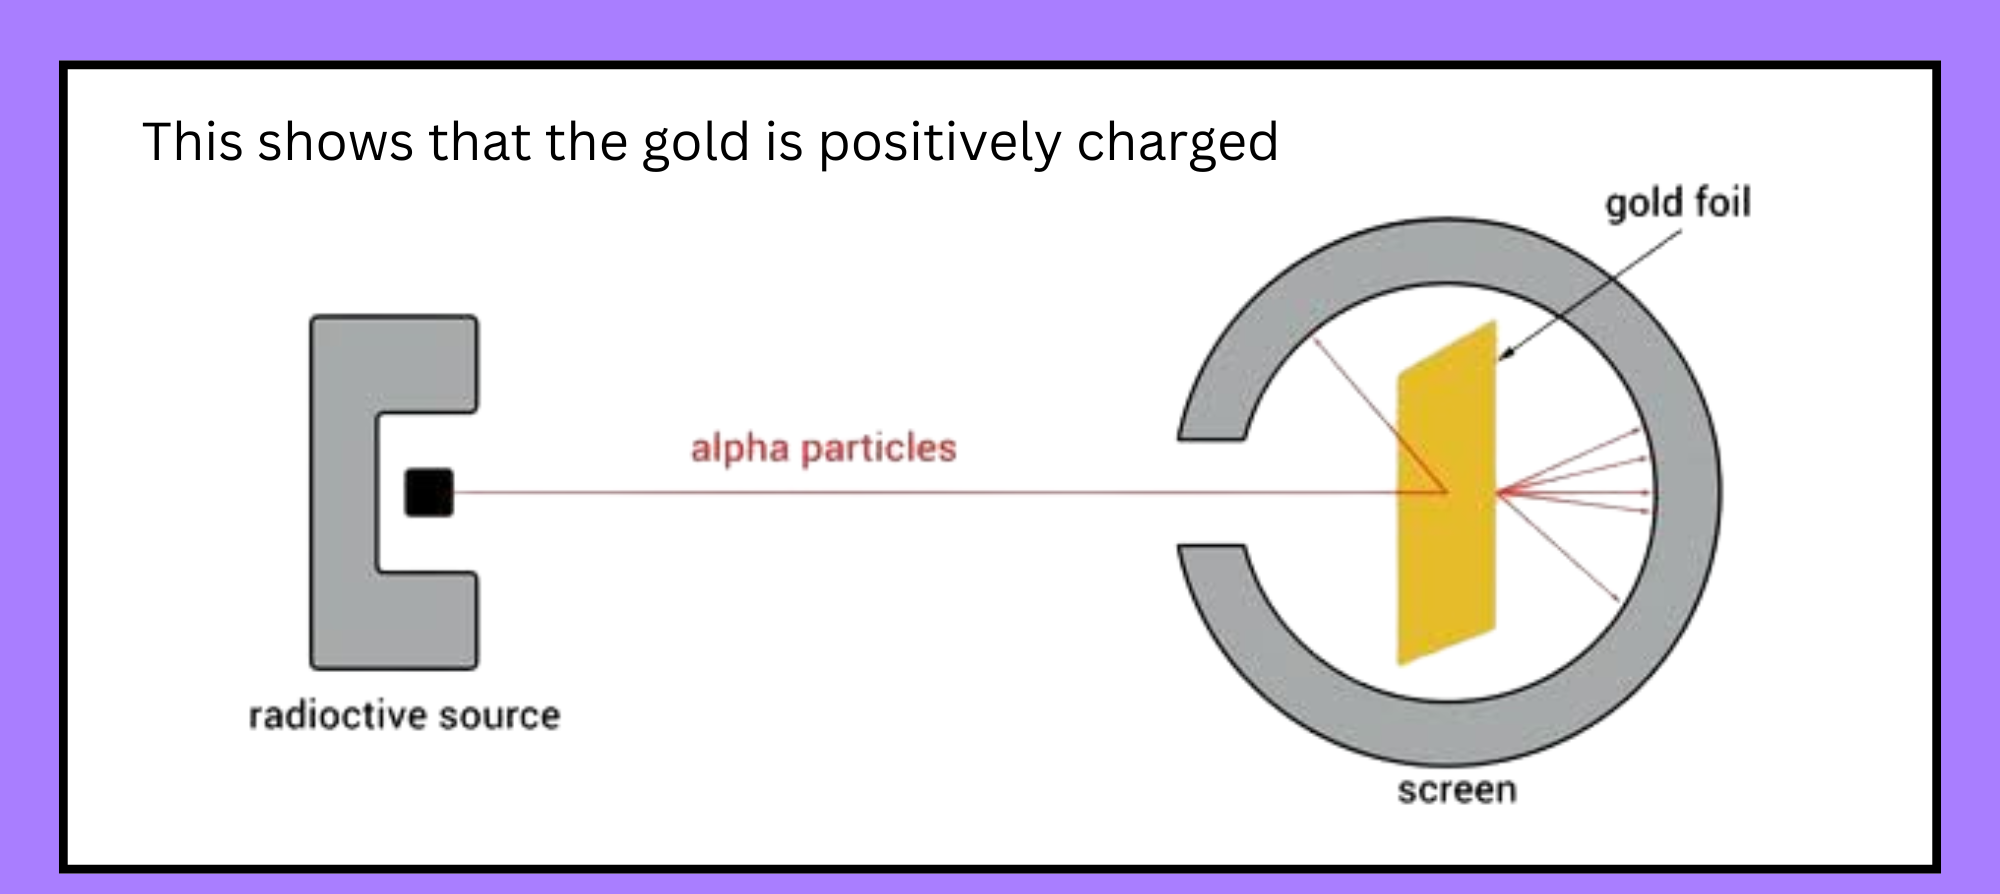 This shows that the gold is positively charged
gold foil
alpha particles
radioctive source
screen